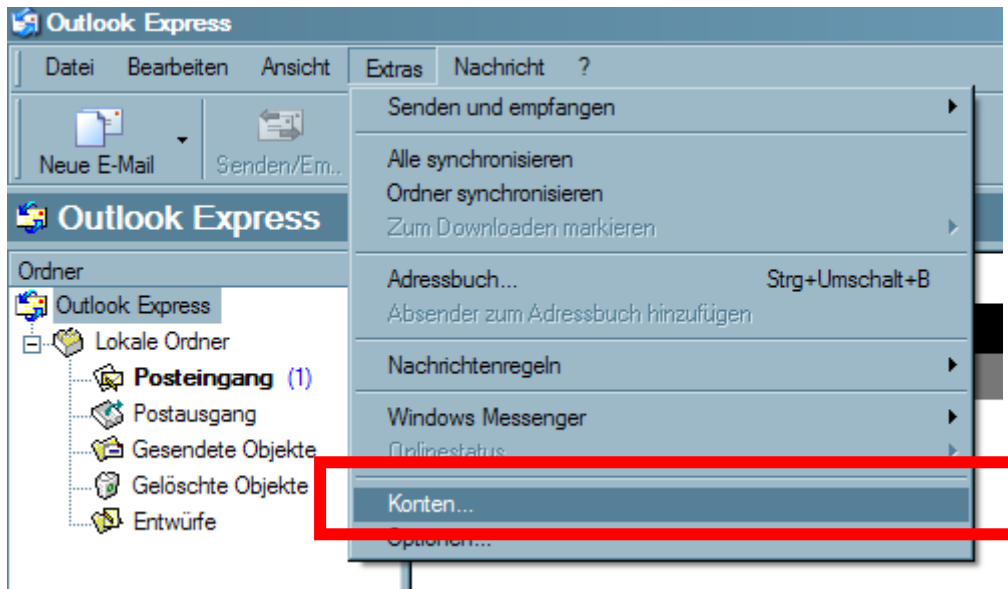 Outlook Express
Datei Bearbeiten Ansicht Extras Nachricht ?
Neue E-Mail Senden/Em..
Senden und empfangen
Alle synchronisieren
Ordner synchronisieren
Zum Downloaden markieren
Adressbuch... Strg+Umschalt+B
Absender zum Adressbuch hinzufügen
Nachrichtenregeln
Windows Messenger
Onlinestatus
Konten...
Optionen...
Outlook Express
Ordner
Outlook Express
Lokale Ordner
Posteingang (1)
Postausgang
Gesendete Objekte
Gelöschte Objekte
Entwürfe